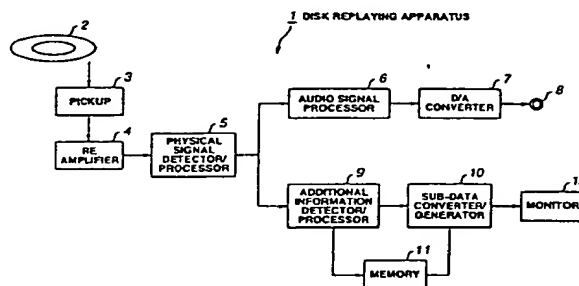 1 DISK REPLAYING APPARATUS
2
3
PICKUP
4
RE
AMPLIFIER
5
PHYSICAL
SIGNAL
DETECTOR/
PROCESSOR
6
AUDIO SIGNAL
PROCESSOR
7
D/A
CONVERTER
8
9
ADDITIONAL
INFORMATION
DETECTOR/
PROCESSOR
10
SUB-DATA
CONVERTER/
GENERATOR
MONITOR
11
MEMORY